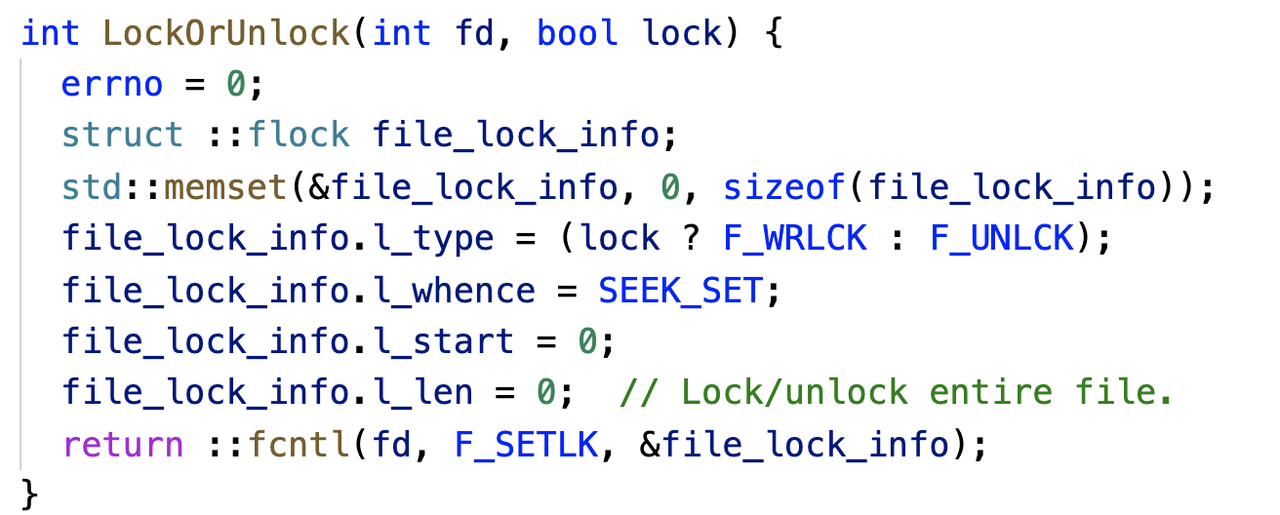 int LockOrUnlock(int fd, bool lock) {
  errno = 0;
  struct ::flock file_lock_info;
  std::memset(&file_lock_info, 0, sizeof(file_lock_info));
  file_lock_info.l_type = (lock ? F_WRLCK : F_UNLCK);
  file_lock_info.l_whence = SEEK_SET;
  file_lock_info.l_start = 0;
  file_lock_info.l_len = 0;  // Lock/unlock entire file.
  return ::fcntl(fd, F_SETLK, &file_lock_info);
}